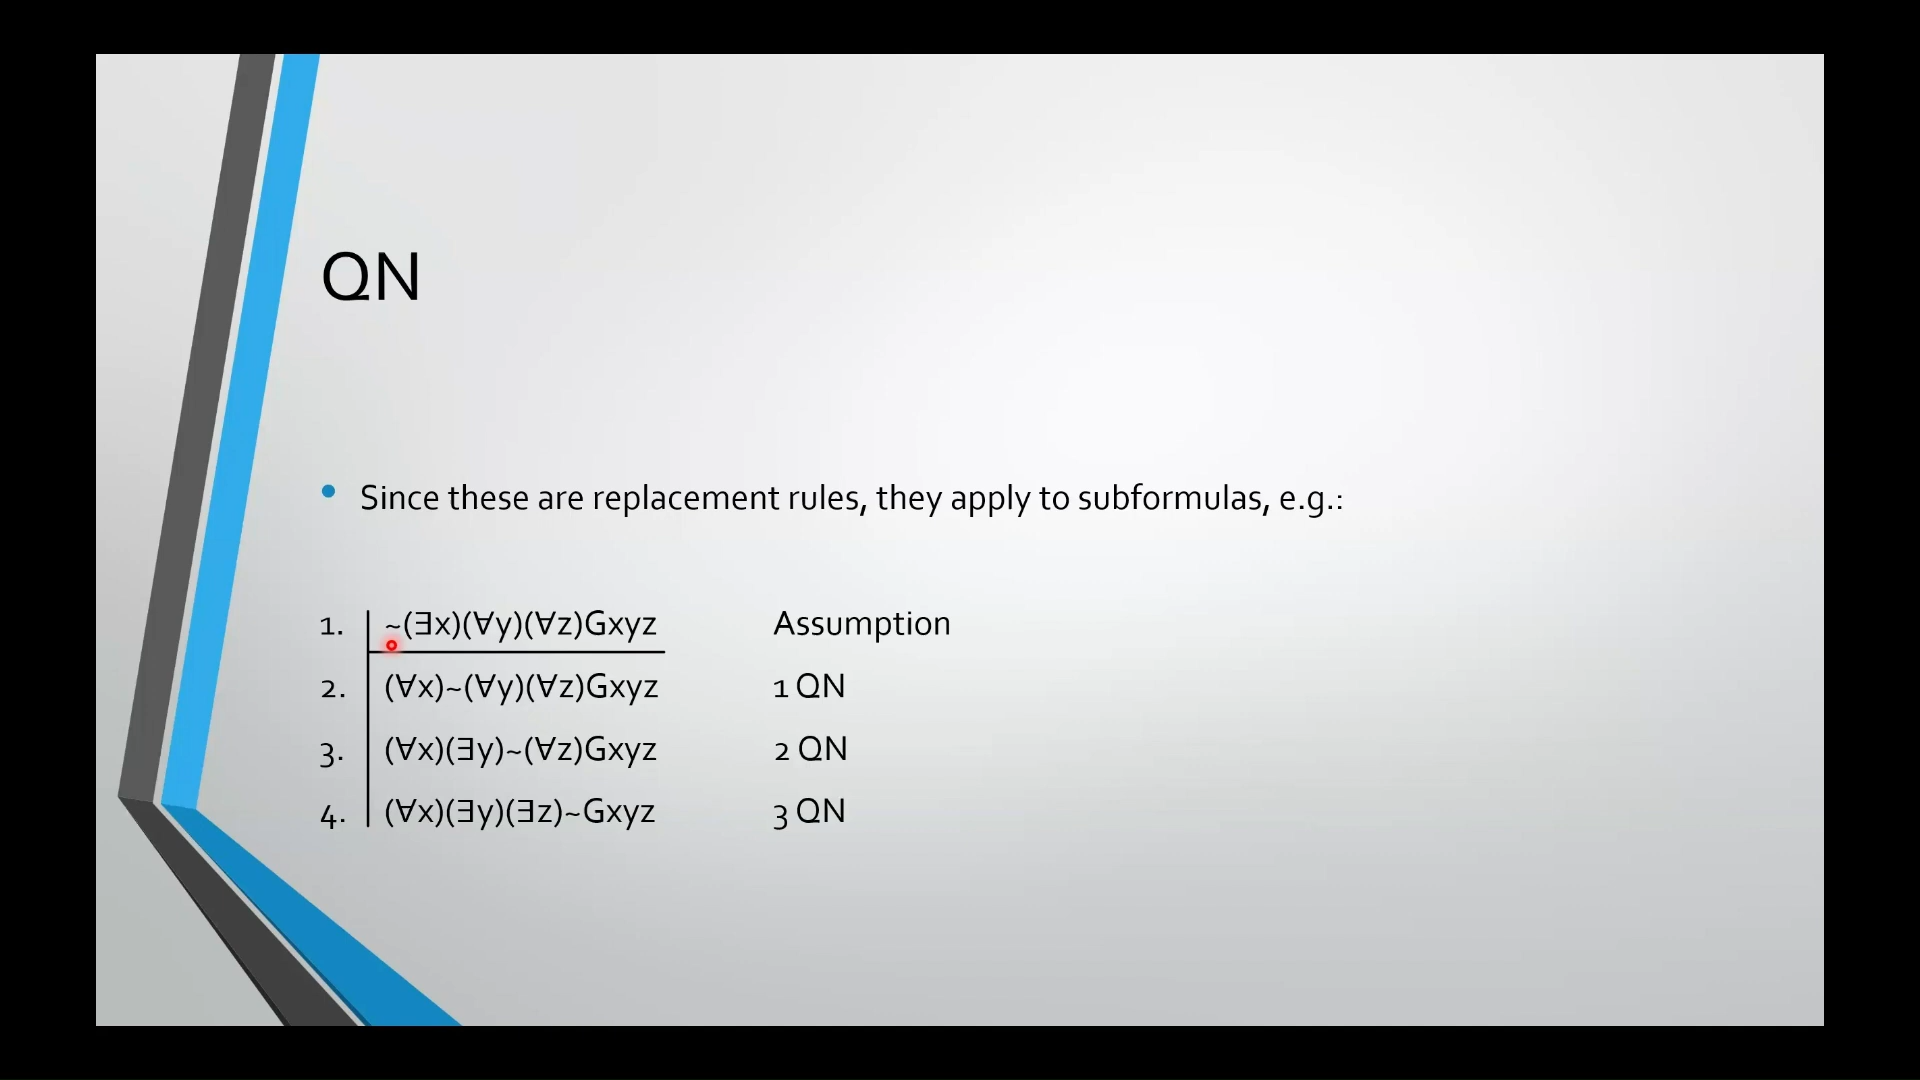 QN
• Since these are replacement rules, they apply to subformulas, e.g.:
1. ~(∃x)(∀y)(∀z)Gxyz Assumption
2. (∀x)~(∀y)(∀z)Gxyz 1 QN
3. (∀x)(∃y)~(∀z)Gxyz 2 QN
4. (∀x)(∃y)(∃z)~Gxyz 3 QN